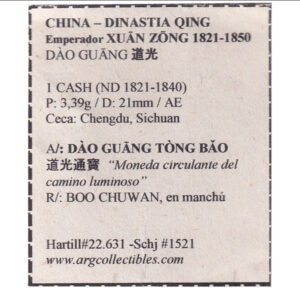 CHINA – DINASTIA QING
Emperador XUĀN ZŌNG 1821-1850
DÀO GUĀNG 道光
1 CASH (ND 1821-1840)
P: 3,39g / D: 21mm / AE
Ceca: Chengdu, Sichuan
A/: DÀO GUĀNG TÒNG BĂO
道光通寶 “Moneda circulante del
camino luminoso”
R/: BOO CHUWAN, en manchú
Hartill#22.631 -Schj #1521
www.argcollectibles.com